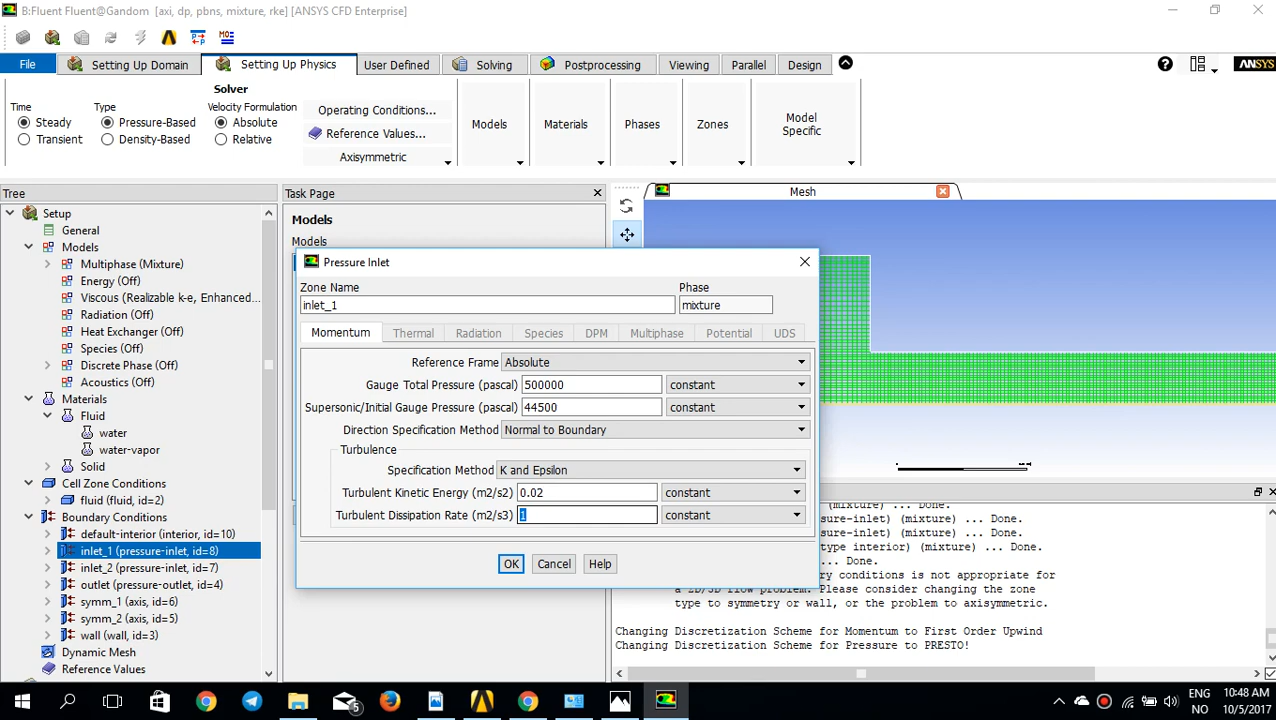 B:Fluent Fluent@Gandom [axi, dp, pbns, mixture, rke] [ANSYS CFD Enterprise]
File
Setting Up Domain
Setting Up Physics
User Defined
Solving
Postprocessing
Viewing
Parallel
Design
ANSYS
Solver
Time
Type
Velocity Formulation
Steady
Pressure-Based
Absolute
Transient
Density-Based
Relative
Operating Conditions...
Reference Values...
Axisymmetric
Models
Materials
Phases
Zones
Model
Specific
Tree
Task Page
Mesh
Setup
General
Models
Multiphase (Mixture)
Energy (Off)
Viscous (Realizable k-e, Enhanced...
Radiation (Off)
Heat Exchanger (Off)
Species (Off)
Discrete Phase (Off)
Acoustics (Off)
Materials
Fluid
water
water-vapor
Solid
Cell Zone Conditions
fluid (fluid, id=2)
Boundary Conditions
default-interior (interior, id=10)
inlet_1 (pressure-inlet, id=8)
inlet_2 (pressure-inlet, id=7)
outlet (pressure-outlet, id=4)
symm_1 (axis, id=6)
symm_2 (axis, id=5)
wall (wall, id=3)
Dynamic Mesh
Reference Values
Models
Models
Pressure Inlet
Zone Name
Phase
inlet_1
mixture
Momentum
Thermal
Radiation
Species
DPM
Multiphase
Potential
UDS
Reference Frame Absolute
Gauge Total Pressure (pascal) 500000 constant
Supersonic/Initial Gauge Pressure (pascal) 44500 constant
Direction Specification Method Normal to Boundary
Turbulence
Specification Method K and Epsilon
Turbulent Kinetic Energy (m2/s2) 0.02 constant
Turbulent Dissipation Rate (m2/s3) 1 constant
OK
Cancel
Help
(mixture) ... Done.
sure-inlet) (mixture) ... Done.
sure-inlet) (mixture) ... Done.
type interior) (mixture) ... Done.
... Done.
ry conditions is not appropriate for
a 2D/3D flow problem. Please consider changing the zone
type to symmetry or wall, or the problem to axisymmetric.
Changing Discretization Scheme for Momentum to First Order Upwind
Changing Discretization Scheme for Pressure to PRESTO!
5
ENG
NO
10:48 AM
10/5/2017